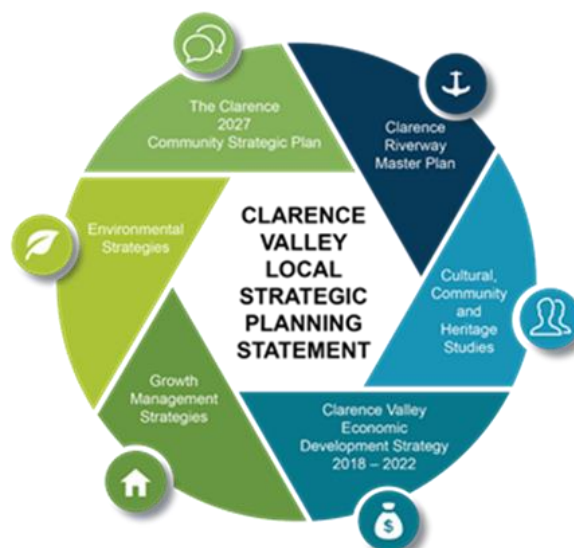 The Clarence
2027
Community Strategic Plan
Clarence
Riverway
Master Plan
Cultural,
Community
and
Heritage
Studies
Clarence Valley
Economic
Development Strategy
2018 – 2022
$
Growth
Management
Strategies
Environmental
Strategies
CLARENCE
VALLEY
LOCAL
STRATEGIC
PLANNING
STATEMENT